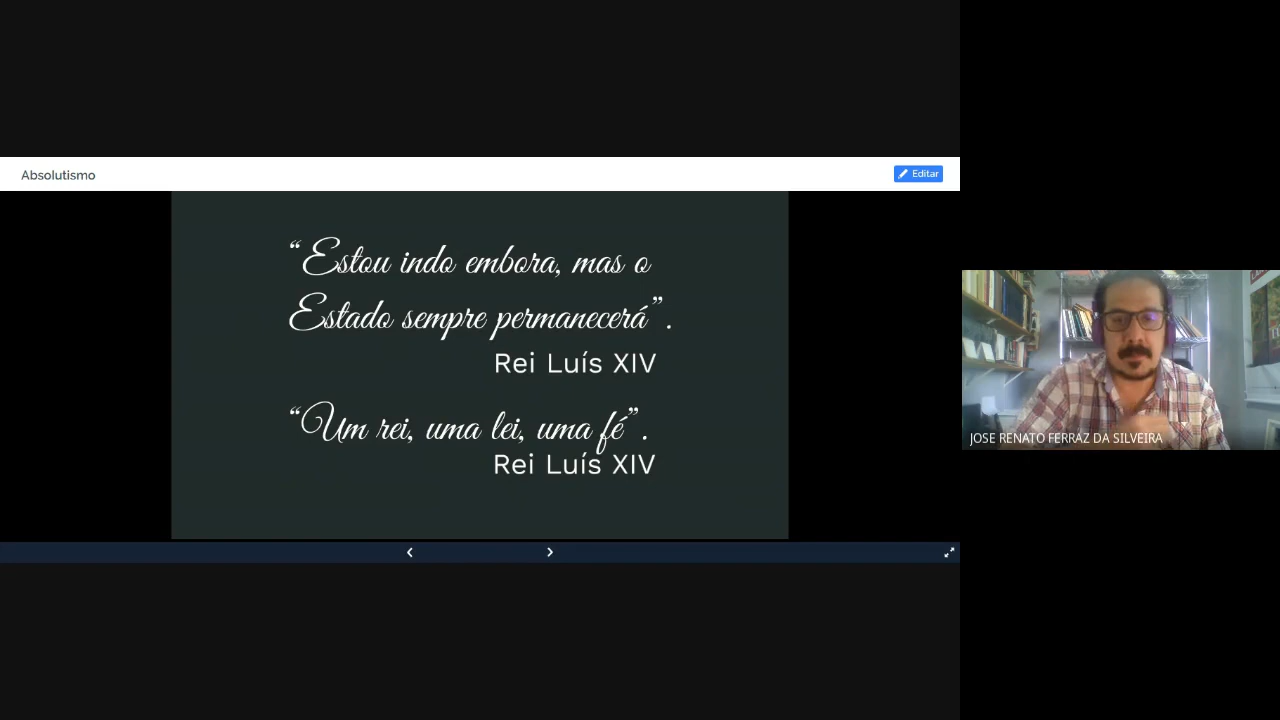 Absolutismo
Editar
“Estou indo embora, mas o
Estado sempre permanecerá”.
Rei Luís XIV
“Um rei, uma lei, uma fé”.
Rei Luís XIV
JOSE RENATO FERRAZ DA SILVEIRA